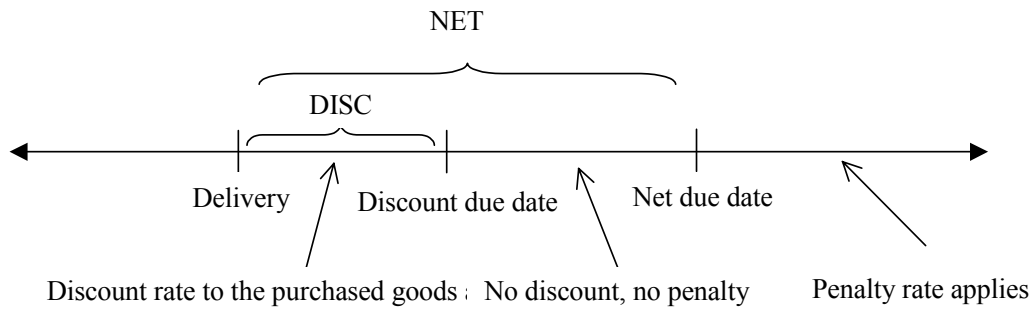 NET
DISC
Delivery
Discount due date
Net due date
Discount rate to the purchased goods
No discount, no penalty
Penalty rate applies